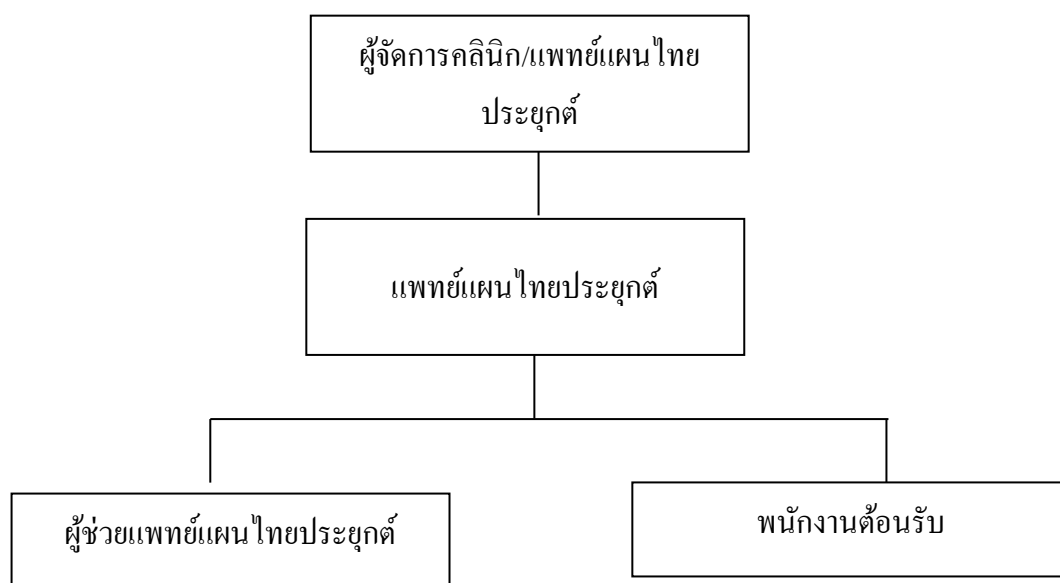 ผู้จัดการคลินิก/แพทย์แผนไทย
ประยุกต์
แพทย์แผนไทยประยุกต์
ผู้ช่วยแพทย์แผนไทยประยุกต์
พนักงานต้อนรับ